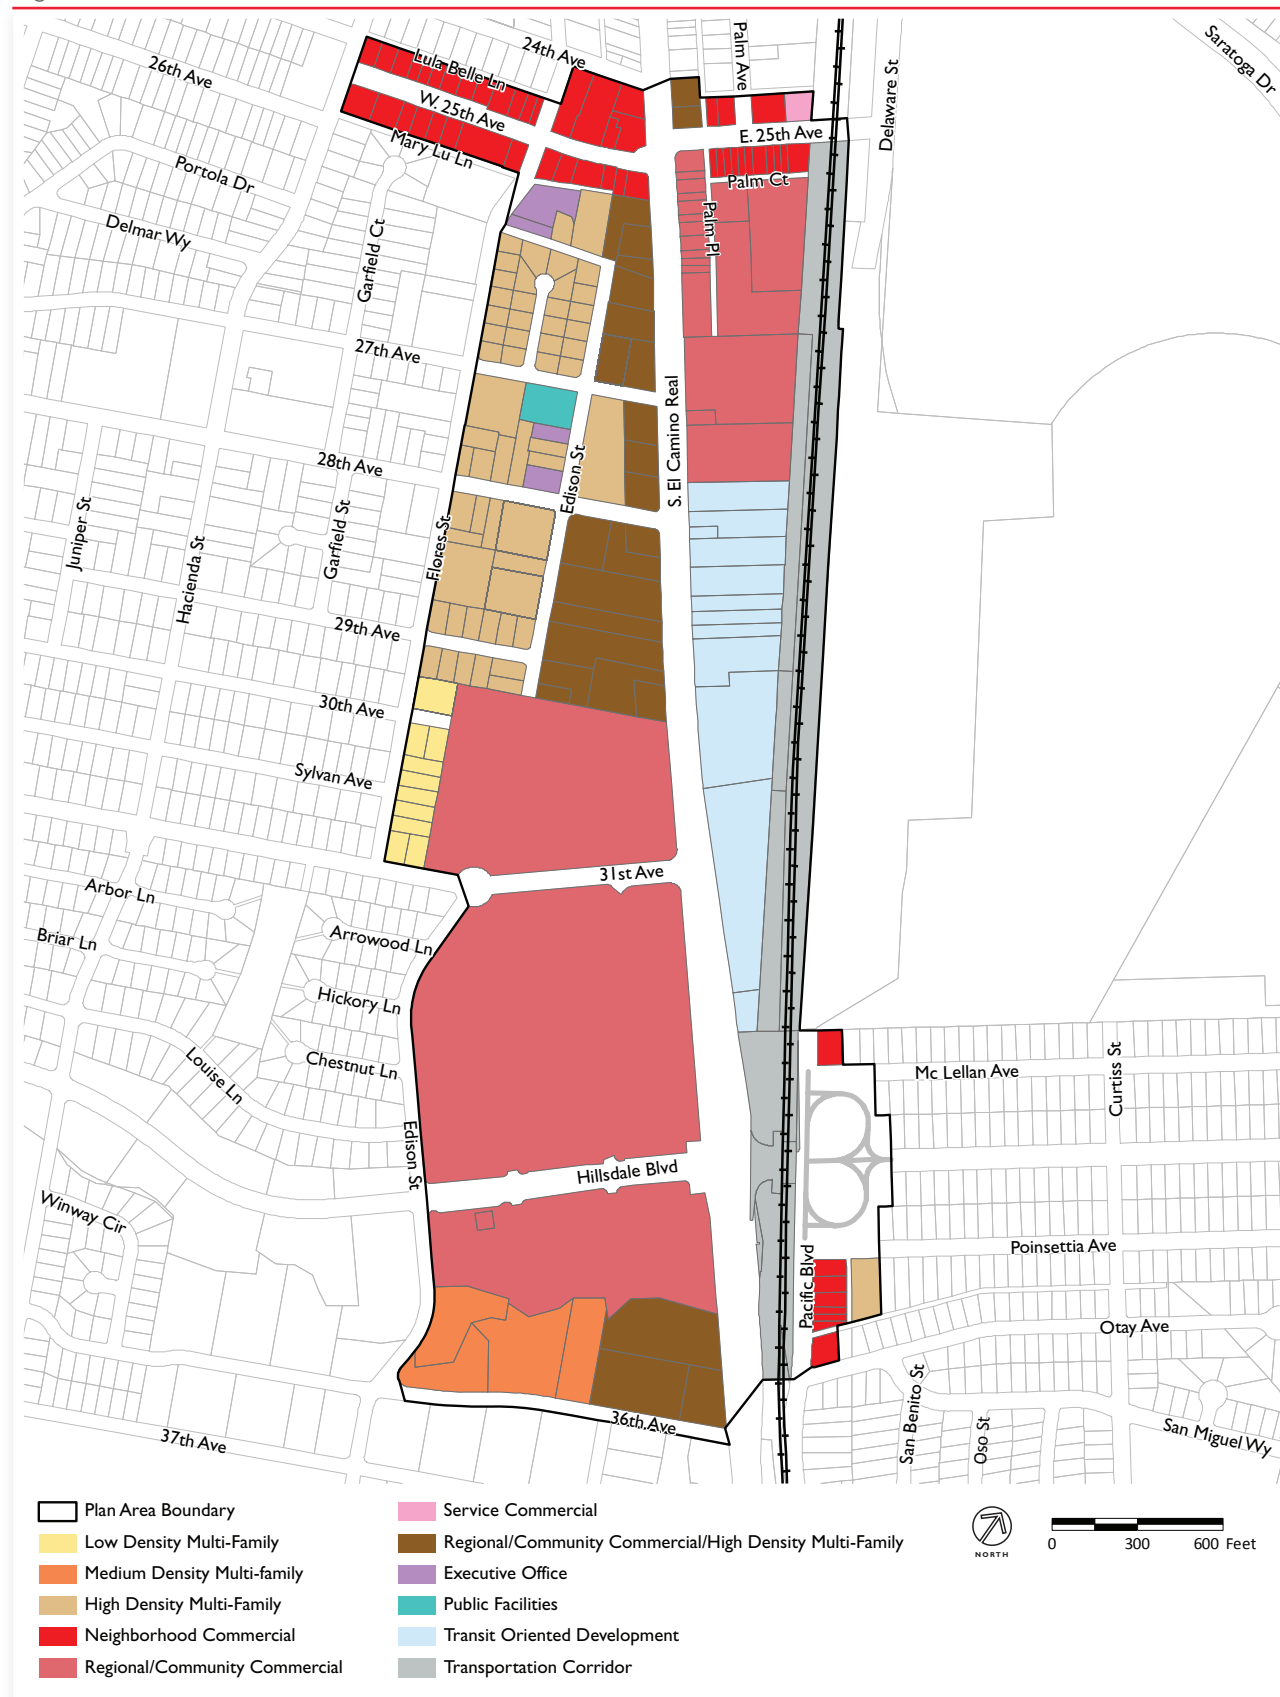 24th Ave
Palm Ave
Saratoga Dr
26th Ave
Lula Belle Ln
Delaware St
W. 25th Ave
E. 25th Ave
Mary Lu Ln
Portola Dr
Palm Ct
Palm Pl
Delmar Wy
Garfield Ct
27th Ave
S. El Camino Real
28th Ave
Edison St
Juniper St
Hacienda St
Garfield St
Flores St
29th Ave
30th Ave
Sylvan Ave
31st Ave
Arbor Ln
Briar Ln
Arrowood Ln
Hickory Ln
Louise Ln
Chestnut Ln
Mc Lellan Ave
Curtiss St
Edison St
Hillsdale Blvd
Winway Cir
Poinsettia Ave
Pacific Blvd
Otay Ave
36th Ave
37th Ave
San Benito St
Oso St
San Miguel Wy
Plan Area Boundary
Low Density Multi-Family
Medium Density Multi-family
High Density Multi-Family
Neighborhood Commercial
Regional/Community Commercial
Service Commercial
Regional/Community Commercial/High Density Multi-Family
Executive Office
Public Facilities
Transit Oriented Development
Transportation Corridor
NORTH
0 300 600 Feet